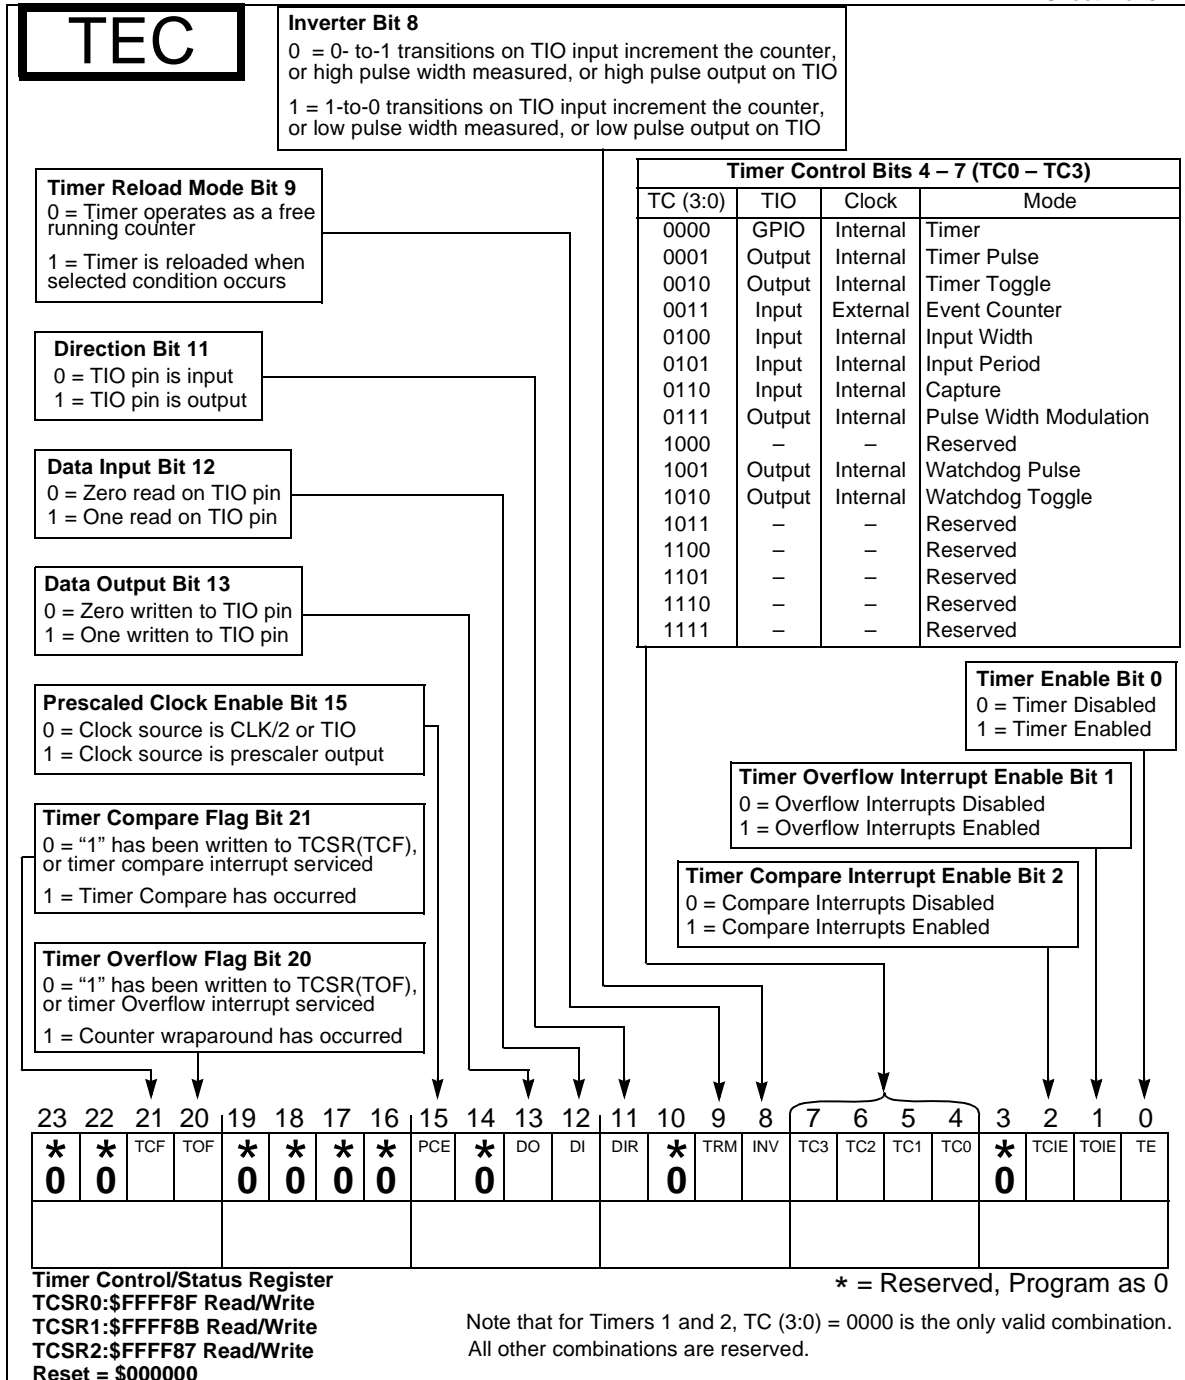 TEC
Inverter Bit 8
0 = 0- to-1 transitions on TIO input increment the counter,
or high pulse width measured, or high pulse output on TIO
1 = 1-to-0 transitions on TIO input increment the counter,
or low pulse width measured, or low pulse output on TIO
Timer Reload Mode Bit 9
0 = Timer operates as a free
running counter
1 = Timer is reloaded when
selected condition occurs
Direction Bit 11
0 = TIO pin is input
1 = TIO pin is output
Data Input Bit 12
0 = Zero read on TIO pin
1 = One read on TIO pin
Data Output Bit 13
0 = Zero written to TIO pin
1 = One written to TIO pin
Prescaled Clock Enable Bit 15
0 = Clock source is CLK/2 or TIO
1 = Clock source is prescaler output
Timer Compare Flag Bit 21
0 = “1” has been written to TCSR(TCF),
or timer compare interrupt serviced
1 = Timer Compare has occurred
Timer Overflow Flag Bit 20
0 = “1” has been written to TCSR(TOF),
or timer Overflow interrupt serviced
1 = Counter wraparound has occurred
Timer Control Bits 4 – 7 (TC0 – TC3)
TC (3:0) TIO Clock Mode
0000 GPIO Internal Timer
0001 Output Internal Timer Pulse
0010 Output Internal Timer Toggle
0011 Input External Event Counter
0100 Input Internal Input Width
0101 Input Internal Input Period
0110 Input Internal Capture
0111 Output Internal Pulse Width Modulation
1000 – – Reserved
1001 Output Internal Watchdog Pulse
1010 Output Internal Watchdog Toggle
1011 – – Reserved
1100 – – Reserved
1101 – – Reserved
1110 – – Reserved
1111 – – Reserved
Timer Enable Bit 0
0 = Timer Disabled
1 = Timer Enabled
Timer Overflow Interrupt Enable Bit 1
0 = Overflow Interrupts Disabled
1 = Overflow Interrupts Enabled
Timer Compare Interrupt Enable Bit 2
0 = Compare Interrupts Disabled
1 = Compare Interrupts Enabled
23 22 21 20 19 18 17 16 15 14 13 12 11 10 9 8 7 6 5 4 3 2 1 0
* * TCF TOF * * * * PCE * DO DI DIR * TRM INV TC3 TC2 TC1 TC0 * TCIE TOIE TE
0 0 0 0 0 0 0 0 0
Timer Control/Status Register
TCSR0:$FFFF8F Read/Write
TCSR1:$FFFF8B Read/Write
TCSR2:$FFFF87 Read/Write
Reset = $000000
* = Reserved, Program as 0
Note that for Timers 1 and 2, TC (3:0) = 0000 is the only valid combination.
All other combinations are reserved.